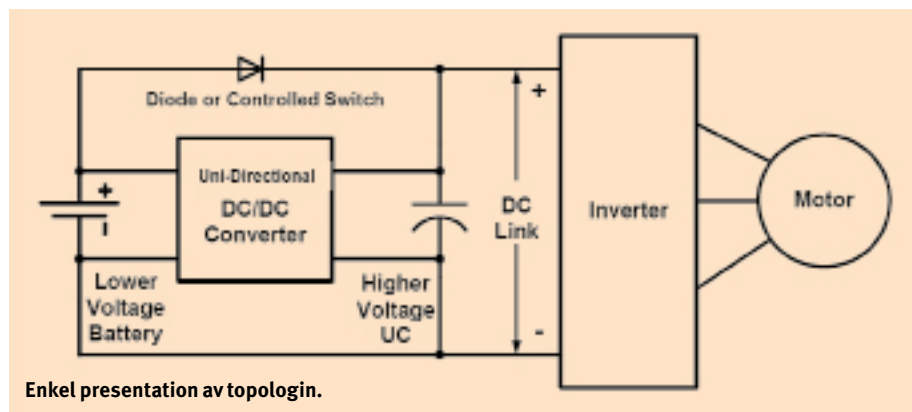 Diode or Controlled Switch
+
Uni-Directional
DC/DC
Converter
+
-
DC
Link
Inverter
Motor
Lower
Voltage
Battery
Higher
Voltage
UC
-
Enkel presentation av topologin.